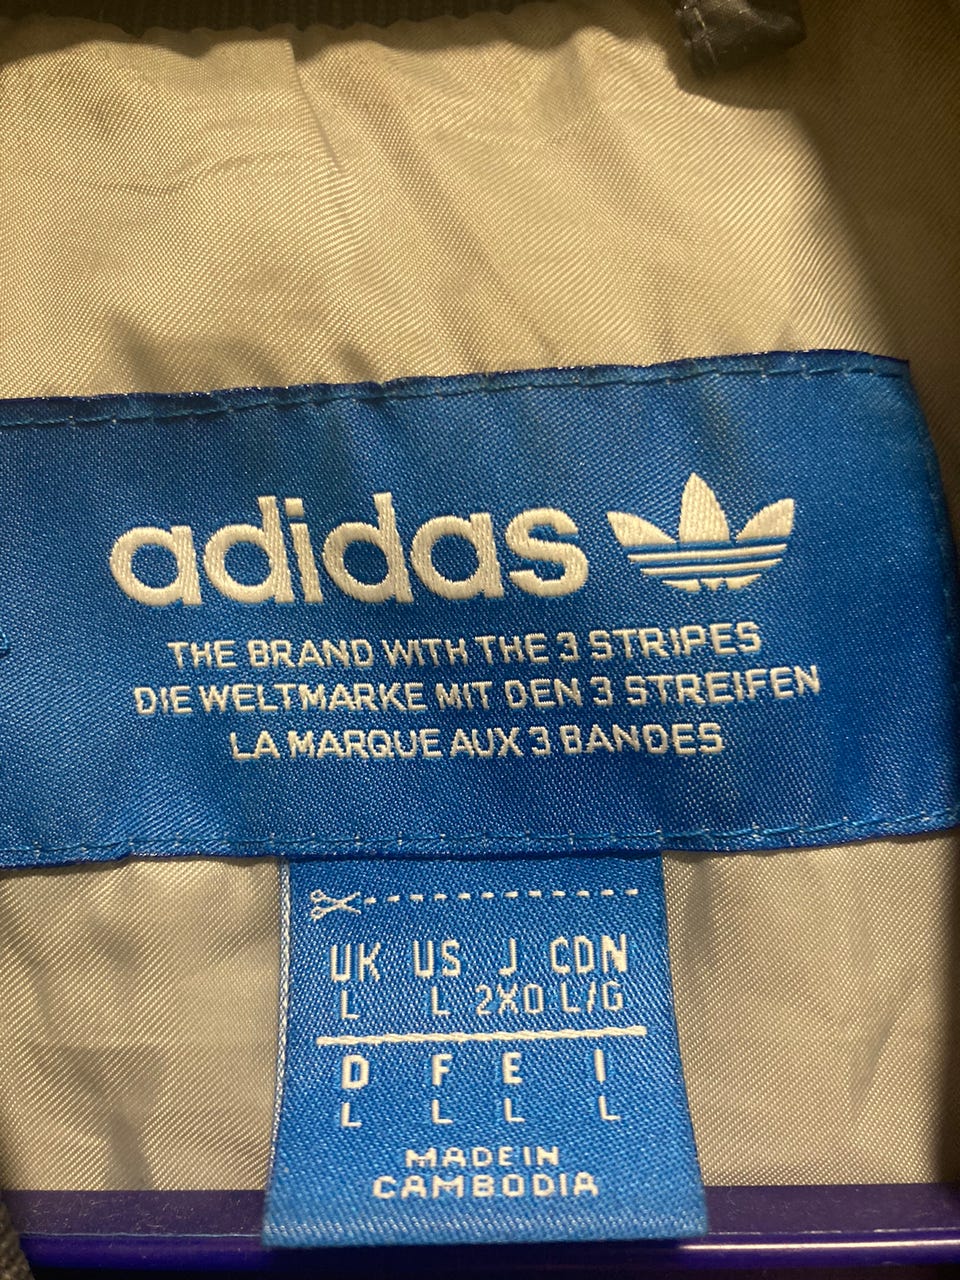 adidas
THE BRAND WITH THE 3 STRIPES
DIE WELTMARKE MIT DEN 3 STREIFEN
LA MARQUE AUX 3 BANDES
UK US J CDN
L L 2XO L/G
D F E I
L L L L
MADE IN
CAMBODIA